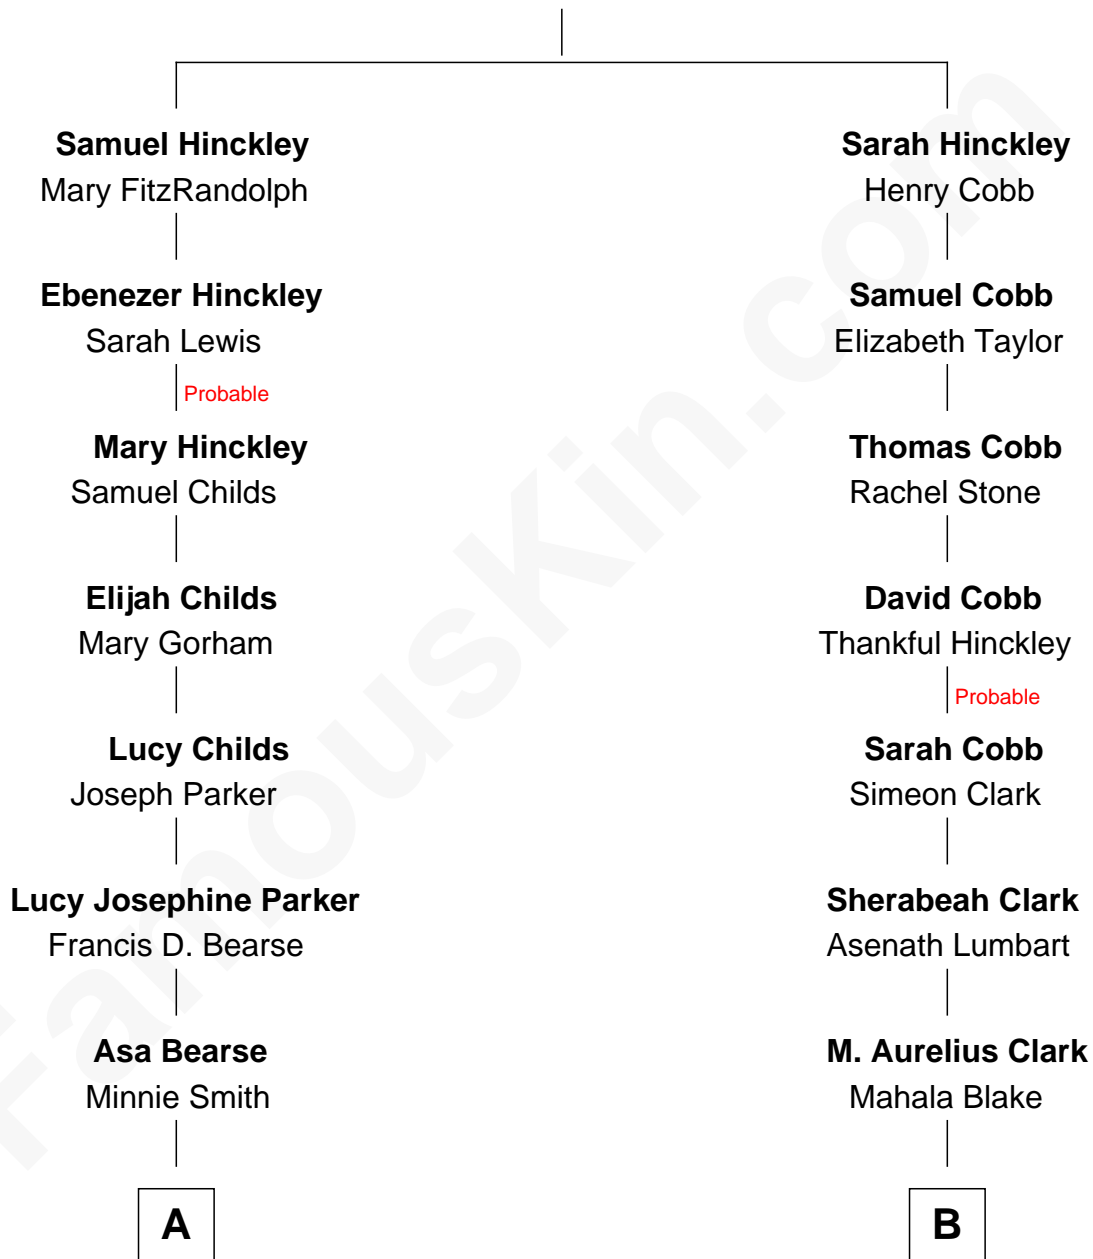 Samuel Hinckley
Mary FitzRandolph
Ebenezer Hinckley
Sarah Lewis
Probable
Mary Hinckley
Samuel Childs
Elijah Childs
Mary Gorham
Lucy Childs
Joseph Parker
Lucy Josephine Parker
Francis D. Bearse
Asa Bearse
Minnie Smith
A
Sarah Hinckley
Henry Cobb
Samuel Cobb
Elizabeth Taylor
Thomas Cobb
Rachel Stone
David Cobb
Thankful Hinckley
Probable
Sarah Cobb
Simeon Clark
Sherabeah Clark
Asenath Lumbart
M. Aurelius Clark
Mahala Blake
B
FamousKin.com